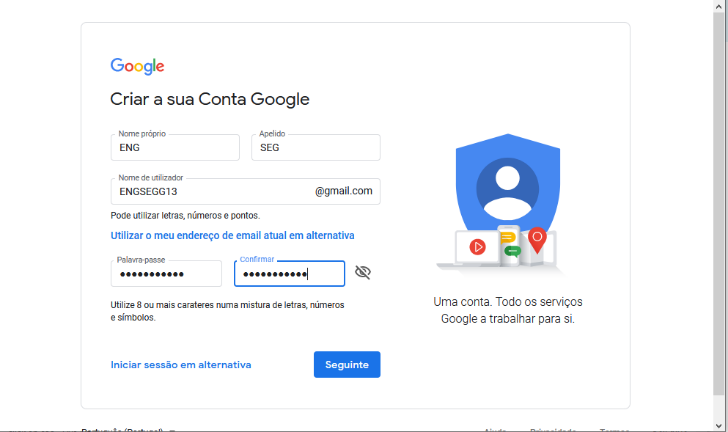 Google
Criar a sua Conta Google
Nome próprio
ENG
Apelido
SEG
Nome de utilizador
ENGSEGG13
@gmail.com
Pode utilizar letras, números e pontos.
Utilizar o meu endereço de email atual em alternativa
Palavra-passe
•••••••••••
Confirmar
•••••••••••
Utilize 8 ou mais carateres numa mistura de letras, números
e símbolos.
Iniciar sessão em alternativa
Seguinte
Uma conta. Todo os serviços
Google a trabalhar para si.
Português (Portugal)
Ajuda
Privacidade
Termos